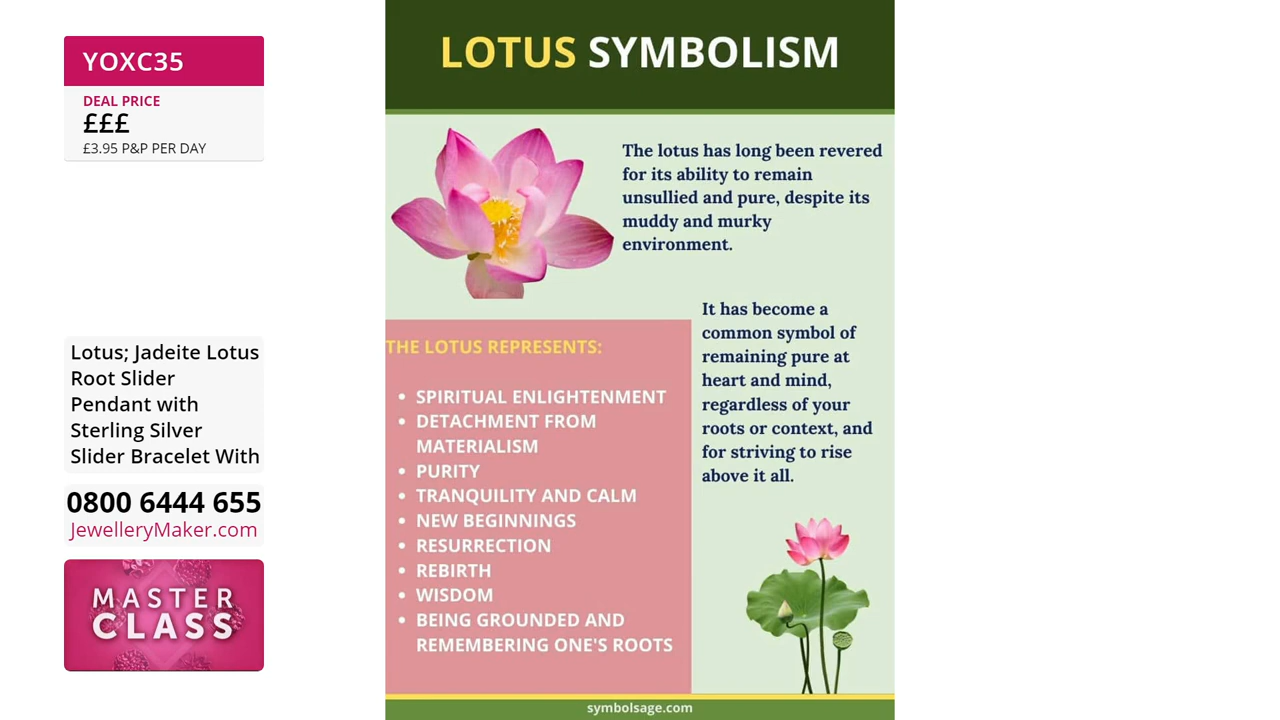 YOXC35
DEAL PRICE
£££
£3.95 P&P PER DAY
Lotus; Jadeite Lotus
Root Slider
Pendant with
Sterling Silver
Slider Bracelet With
0800 6444 655
JewelleryMaker.com
MASTER
CLASS
LOTUS SYMBOLISM
The lotus has long been revered
for its ability to remain
unsullied and pure, despite its
muddy and murky
environment.
It has become a
common symbol of
remaining pure at
heart and mind,
regardless of your
roots or context, and
for striving to rise
above it all.
THE LOTUS REPRESENTS:
• SPIRITUAL ENLIGHTENMENT
• DETACHMENT FROM
MATERIALISM
• PURITY
• TRANQUILITY AND CALM
• NEW BEGINNINGS
• RESURRECTION
• REBIRTH
• WISDOM
• BEING GROUNDED AND
REMEMBERING ONE'S ROOTS
symbolsage.com